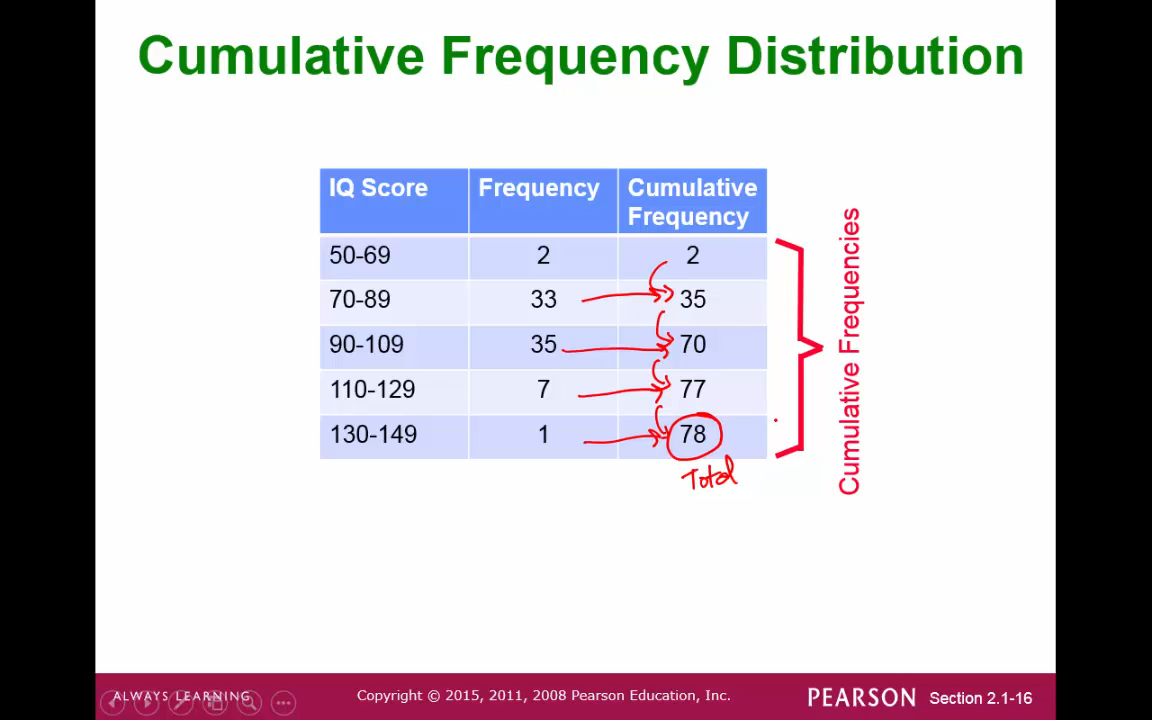 Cumulative Frequency Distribution
IQ Score Frequency Cumulative Frequency
50-69 2 2
70-89 33 35
90-109 35 70
110-129 7 77
130-149 1 78
Total
Cumulative Frequencies
ALWAYS LEARNING Copyright © 2015, 2011, 2008 Pearson Education, Inc. PEARSON Section 2.1-16